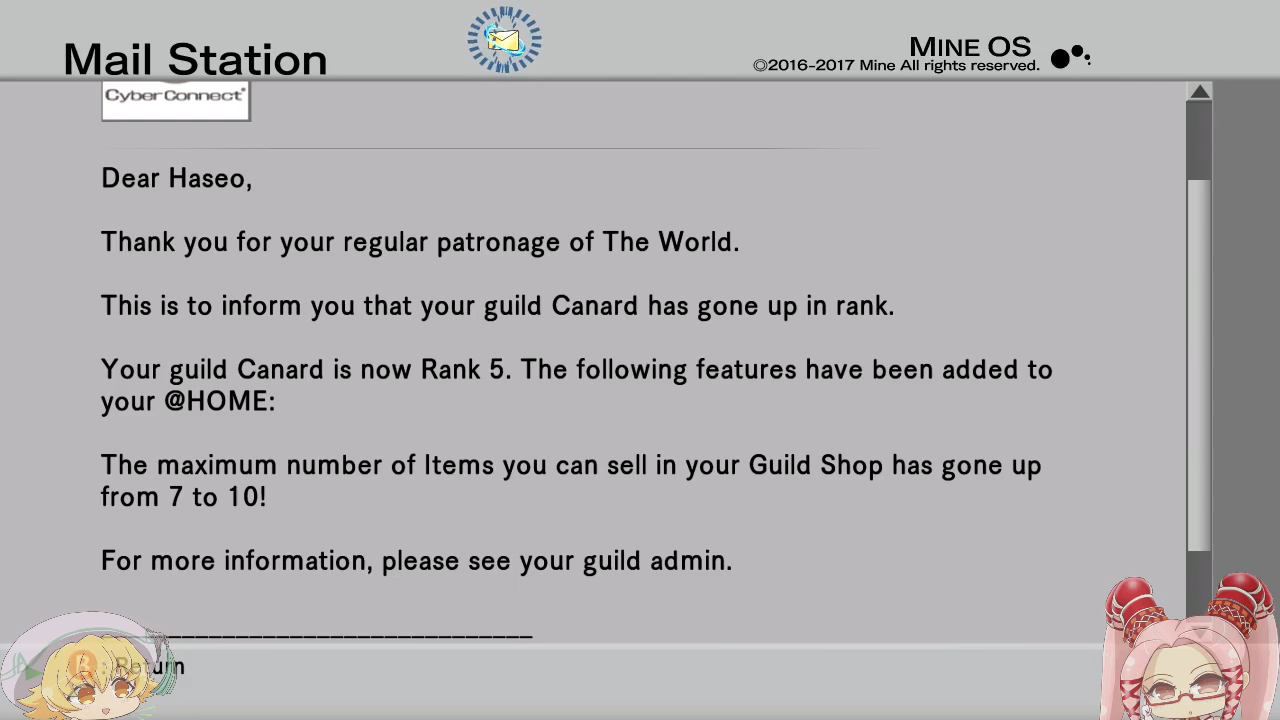 Mail Station
MINE OS
©2016-2017 Mine All rights reserved.
CyberConnect
Dear Haseo,
Thank you for your regular patronage of The World.
This is to inform you that your guild Canard has gone up in rank.
Your guild Canard is now Rank 5. The following features have been added to
your @HOME:
The maximum number of Items you can sell in your Guild Shop has gone up
from 7 to 10!
For more information, please see your guild admin.
: Return